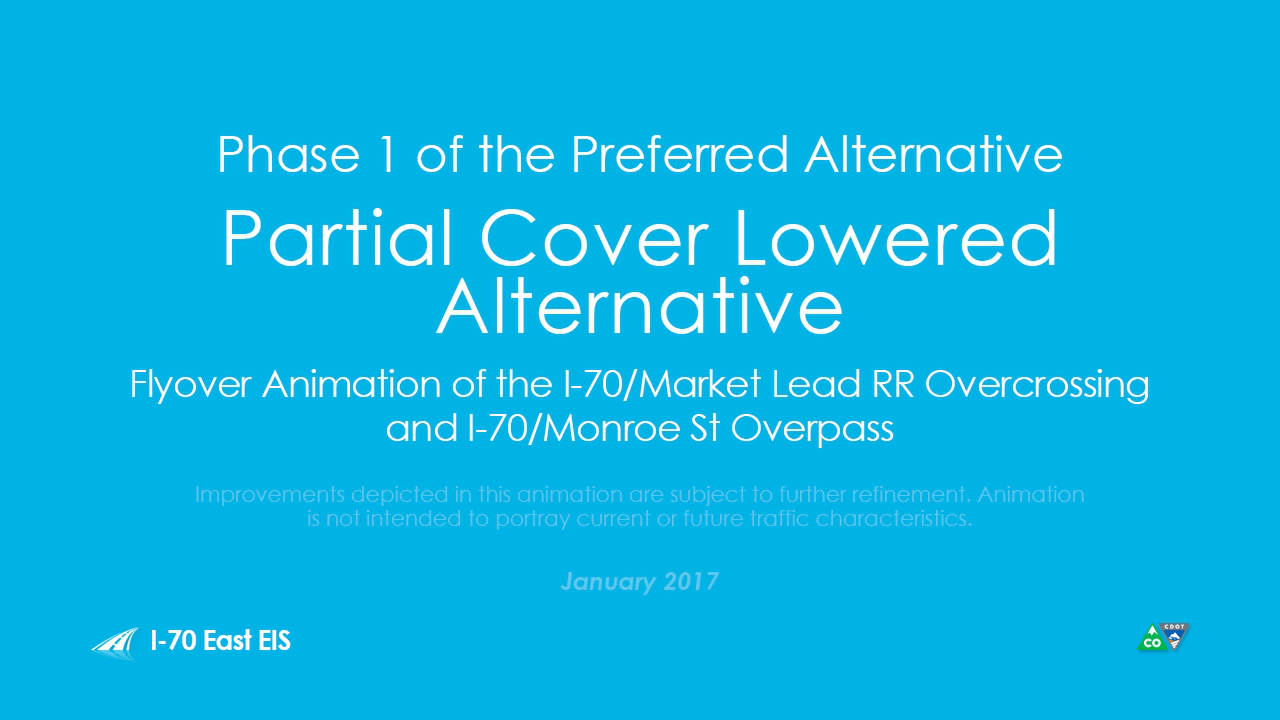 Phase 1 of the Preferred Alternative
Partial Cover Lowered
Alternative
Flyover Animation of the I-70/Market Lead RR Overcrossing
and I-70/Monroe St Overpass
Improvements depicted in this animation are subject to further refinement. Animation
is not intended to portray current or future traffic characteristics.
January 2017
I-70 East EIS
CO
CDOT